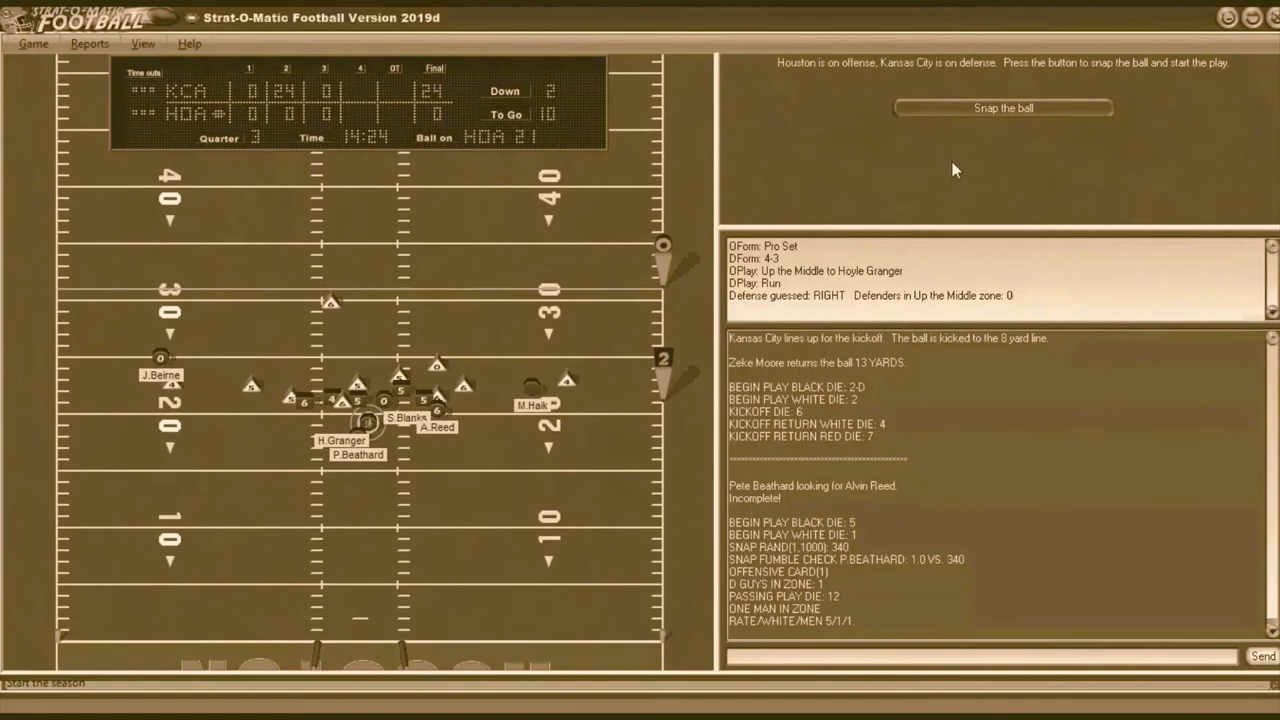 STRAT-O-MATIC
FOOTBALL
Strat-O-Matic Football Version 2019d
Game Reports View Help
Time outs 1 2 3 4 OT Final
*** KCA 0 24 0 24
*** HOA 0 0 0 0
Down 2
To Go 10
Quarter 3 Time 14:24 Ball on HOA 21
Houston is on offense, Kansas City is on defense. Press the button to snap the ball and start the play.
Snap the ball
OForm: Pro Set
DForm: 4-3
OPlay: Up the Middle to Hoyle Granger
DPlay: Run
Defense guessed: RIGHT Defenders in Up the Middle zone: 0
Kansas City lines up for the kickoff. The ball is kicked to the 8 yard line.
Zeke Moore returns the ball 13 YARDS.
BEGIN PLAY BLACK DIE: 2-D
BEGIN PLAY WHITE DIE: 2
KICKOFF DIE: 6
KICKOFF RETURN WHITE DIE: 4
KICKOFF RETURN RED DIE: 7
Pete Beathard looking for Alvin Reed.
Incomplete!
BEGIN PLAY BLACK DIE: 5
BEGIN PLAY WHITE DIE: 1
SNAP RAND(1,1000): 340
SNAP FUMBLE CHECK P.BEATHARD: 1.0 VS. 340
OFFENSIVE CARD(1)
D GUYS IN ZONE: 1
PASSING PLAY DIE: 12
ONE MAN IN ZONE
RATE/WHITE/MEN 5/1/1.
Send
40 40
30 30
20 2
10 10
2
J.Beirne
M.Haik
S.Blanks
A.Reed
H.Granger
P.Beathard
Start the season